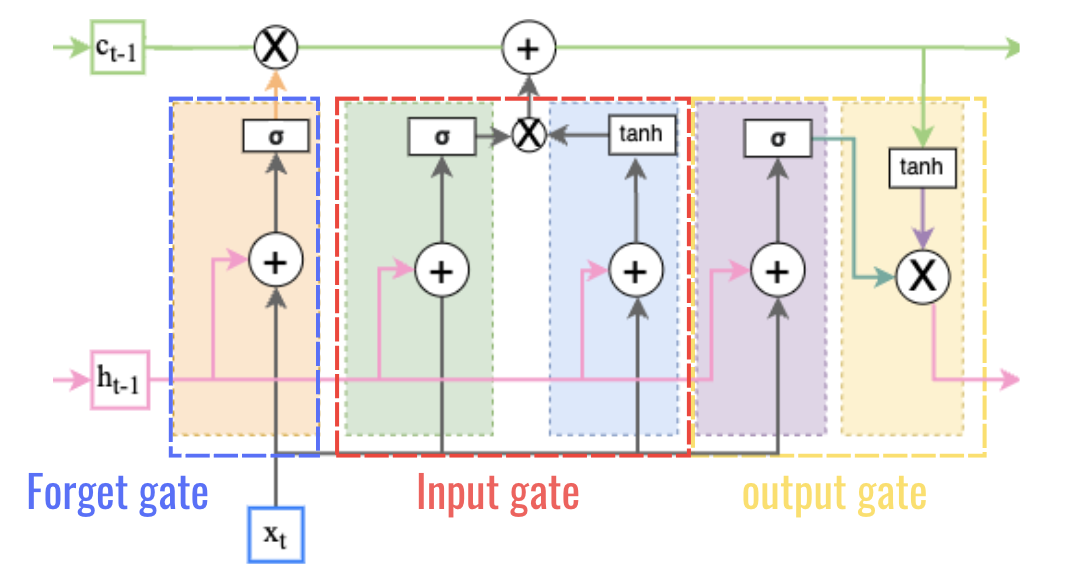 c_{t-1}
X
+
σ
σ
X
tanh
σ
tanh
+
+
+
+
X
h_{t-1}
Forget gate
Input gate
output gate
x_t